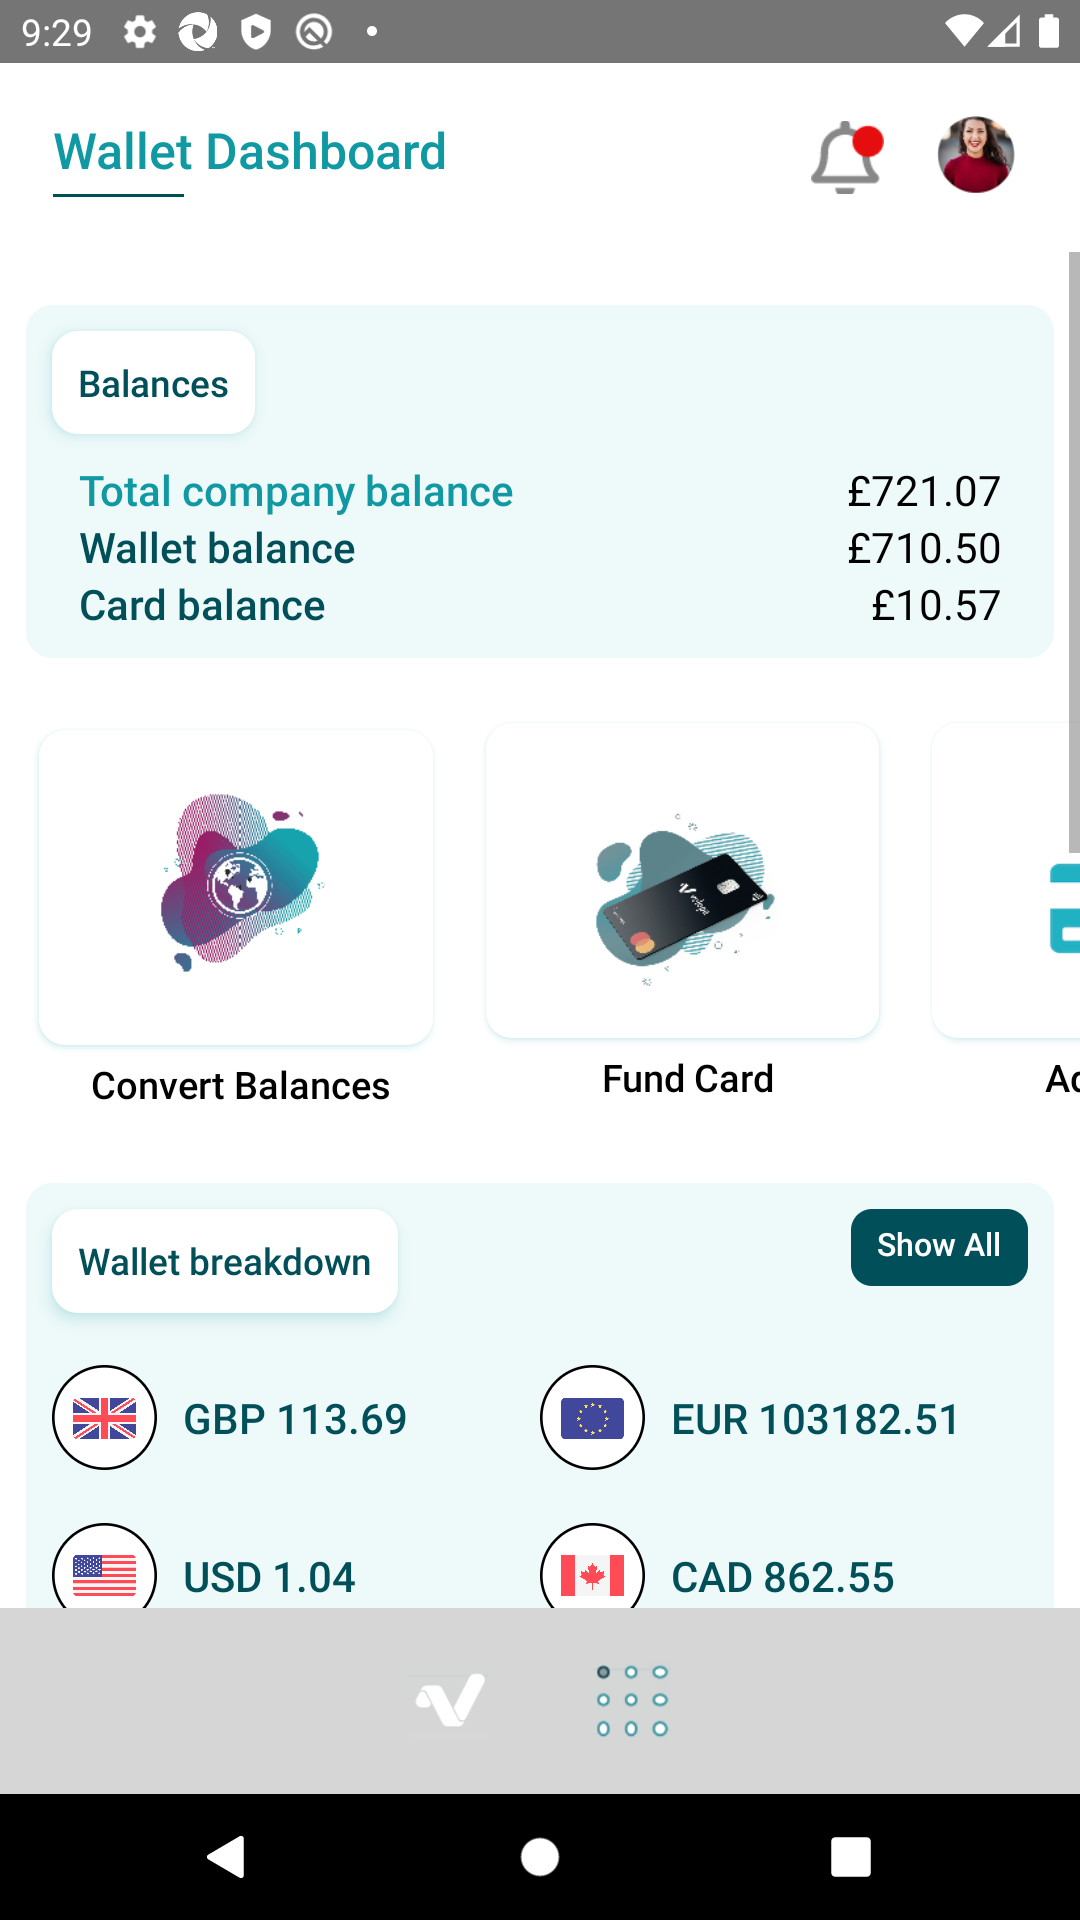 9:29
Wallet Dashboard
Balances
Total company balance £721.07
Wallet balance £710.50
Card balance £10.57
Convert Balances
Fund Card
Wallet breakdown
Show All
GBP 113.69
EUR 103182.51
USD 1.04
CAD 862.55